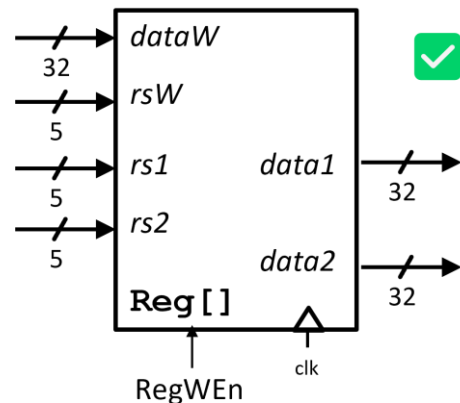 dataW
32
rsW
5
rs1
data1
5
32
rs2
5
data2
32
Reg[]
clk
RegWEn